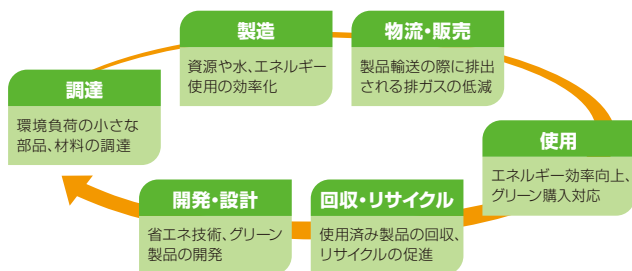 調達
環境負荷の小さな
部品、材料の調達
製造
資源や水、エネルギー
使用の効率化
物流・販売
製品輸送の際に排出
される排ガスの低減
使用
エネルギー効率向上、
グリーン購入対応
回収・リサイクル
使用済み製品の回収、
リサイクルの促進
開発・設計
省エネ技術、グリーン
製品の開発